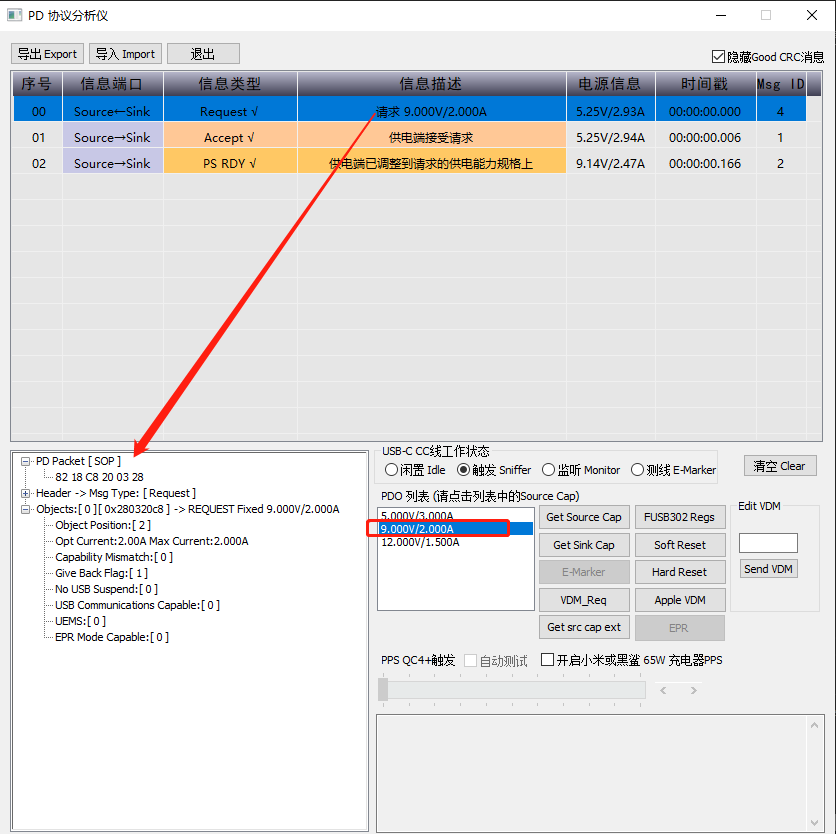 PD 协议分析仪
导出 Export 导入 Import 退出
隐藏Good CRC消息
序号 信息端口 信息类型 信息描述 电源信息 时间戳 Msg ID
00 Source←Sink Request √ 请求 9.000V/2.000A 5.25V/2.93A 00:00:00.000 4
01 Source→Sink Accept √ 供电端接受请求 5.25V/2.94A 00:00:00.006 1
02 Source→Sink PS RDY √ 供电端已调整到请求的供电能力规格上 9.14V/2.47A 00:00:00.166 2
PD Packet [ SOP ]
82 18 C8 20 03 28
Header -> Msg Type: [ Request ]
Objects:[ 0 ][ 0x280320c8 ] -> REQUEST Fixed 9.000V/2.000A
Object Position:[ 2 ]
Opt Current:2.00A Max Current:2.000A
Capability Mismatch:[ 0 ]
Give Back Flag:[ 1 ]
No USB Suspend:[ 0 ]
USB Communications Capable:[ 0 ]
UEMS:[ 0 ]
EPR Mode Capable:[ 0 ]
USB-C CC线工作状态
闲置 Idle 触发 Sniffer 监听 Monitor 测线 E-Marker
清空 Clear
PDO 列表 (请点击列表中的Source Cap)
5.000V/3.000A
9.000V/2.000A
12.000V/1.500A
Get Source Cap FUSB302 Regs
Get Sink Cap Soft Reset
E-Marker Hard Reset
VDM_Req Apple VDM
Get src cap ext EPR
Edit VDM
Send VDM
PPS QC4+触发 自动测试 开启小米或黑鲨 65W 充电器PPS